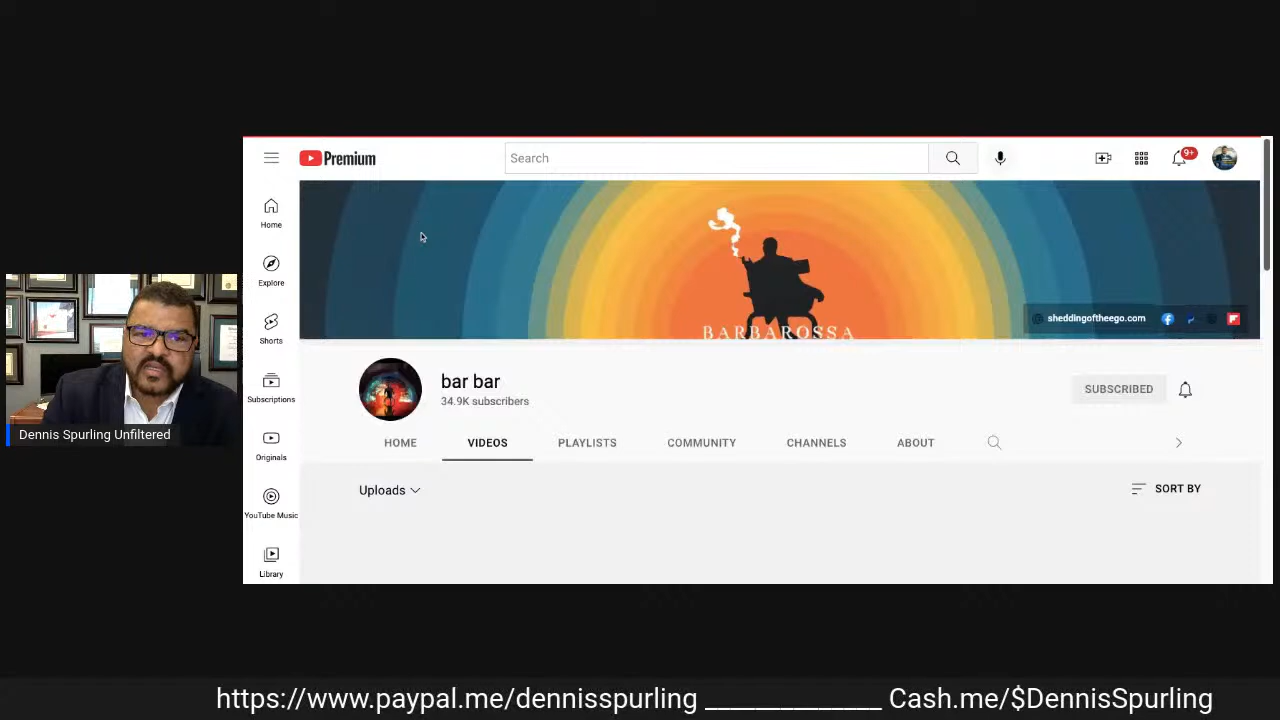 Premium
Search
9+
Home
Explore
Shorts
Subscriptions
Originals
YouTube Music
Library
BARBAROSSA
sheddingoftheego.com
bar bar
34.9K subscribers
SUBSCRIBED
HOME VIDEOS PLAYLISTS COMMUNITY CHANNELS ABOUT
Uploads
SORT BY
Dennis Spurling Unfiltered
https://www.paypal.me/dennisspurling ____________ Cash.me/$DennisSpurling